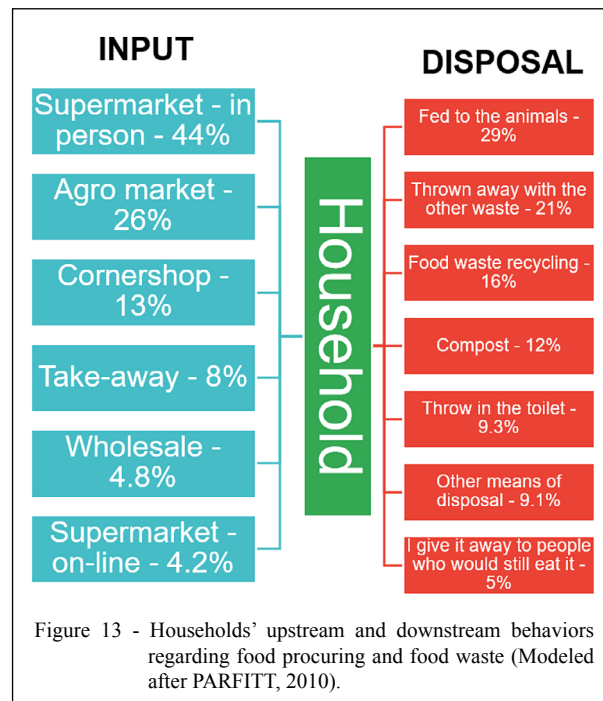 INPUT
Supermarket - in
person - 44%
Agro market -
26%
Cornershop -
13%
Take-away - 8%
Wholesale -
4.8%
Supermarket -
on-line - 4.2%
Household
DISPOSAL
Fed to the animals -
29%
Thrown away with the
other waste - 21%
Food waste recycling -
16%
Compost - 12%
Throw in the toilet -
9.3%
Other means of
disposal - 9.1%
I give it away to people
who would still eat it -
5%
Figure 13 - Households' upstream and downstream behaviors
regarding food procuring and food waste (Modeled
after PARFITT, 2010).